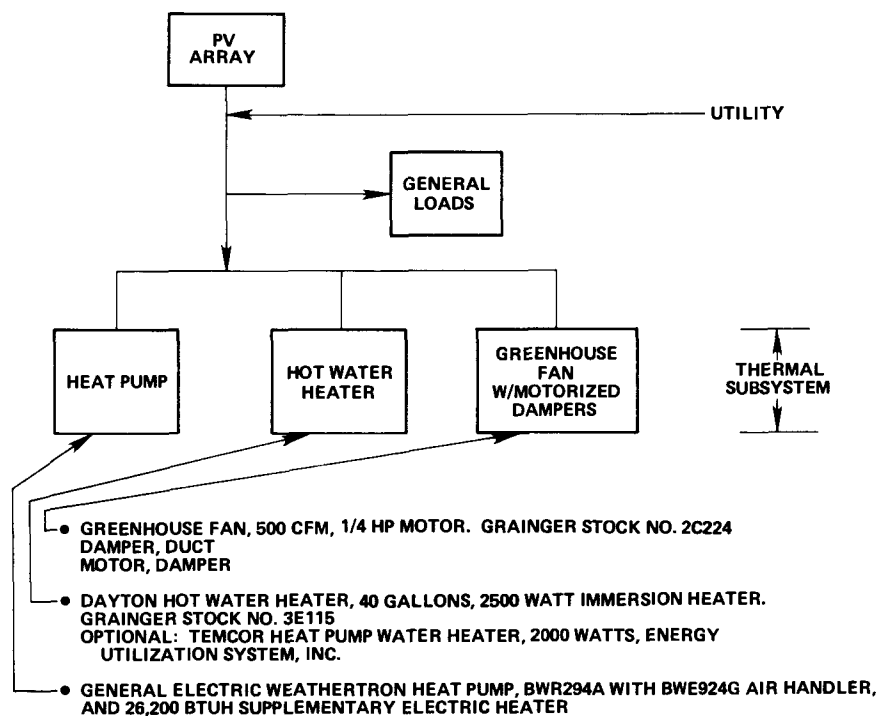 PV
ARRAY
UTILITY
GENERAL
LOADS
HEAT PUMP
HOT WATER
HEATER
GREENHOUSE
FAN
W/MOTORIZED
DAMPERS
THERMAL
SUBSYSTEM
• GREENHOUSE FAN, 500 CFM, 1/4 HP MOTOR. GRAINGER STOCK NO. 2C224
DAMPER, DUCT
MOTOR, DAMPER
• DAYTON HOT WATER HEATER, 40 GALLONS, 2500 WATT IMMERSION HEATER.
GRAINGER STOCK NO. 3E115
OPTIONAL: TEMCOR HEAT PUMP WATER HEATER, 2000 WATTS, ENERGY
UTILIZATION SYSTEM, INC.
• GENERAL ELECTRIC WEATHERTRON HEAT PUMP, BWR294A WITH BWE924G AIR HANDLER,
AND 26,200 BTUH SUPPLEMENTARY ELECTRIC HEATER